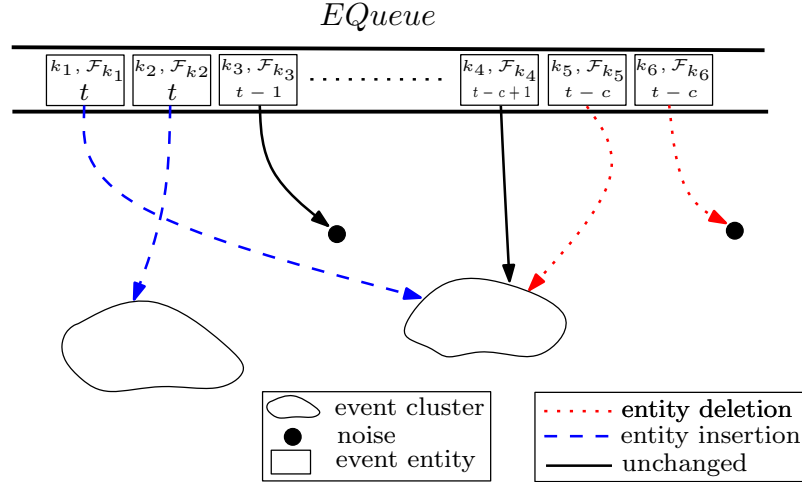 EQueue
k₁, 𝓕ₖ₁ k₂, 𝓕ₖ₂ k₃, 𝓕ₖ₃ ........... k₄, 𝓕ₖ₄ k₅, 𝓕ₖ₅ k₆, 𝓕ₖ₆
t t t − 1 t − c + 1 t − c t − c
event cluster entity deletion
noise entity insertion
event entity unchanged